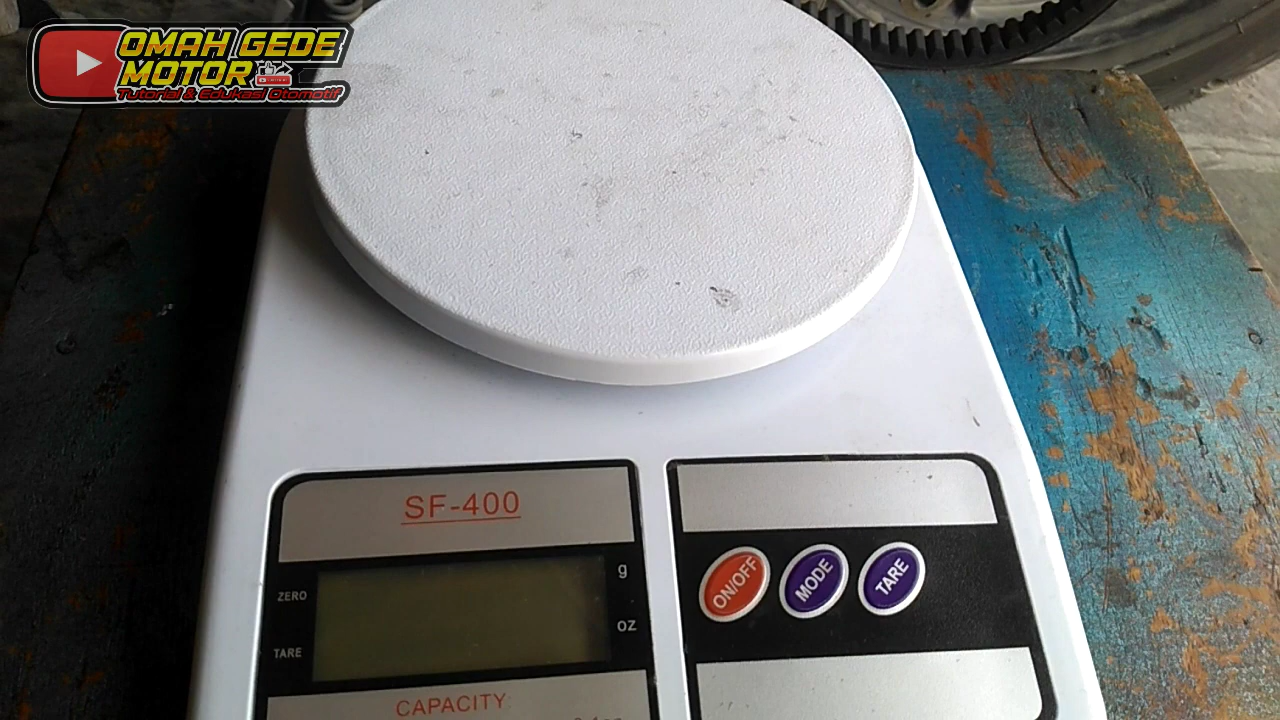 OMAH GEDE
MOTOR
Tutorial & Edukasi Otomotif
SF-400
ZERO
g
TARE
OZ
CAPACITY
ON/OFF
MODE
TARE